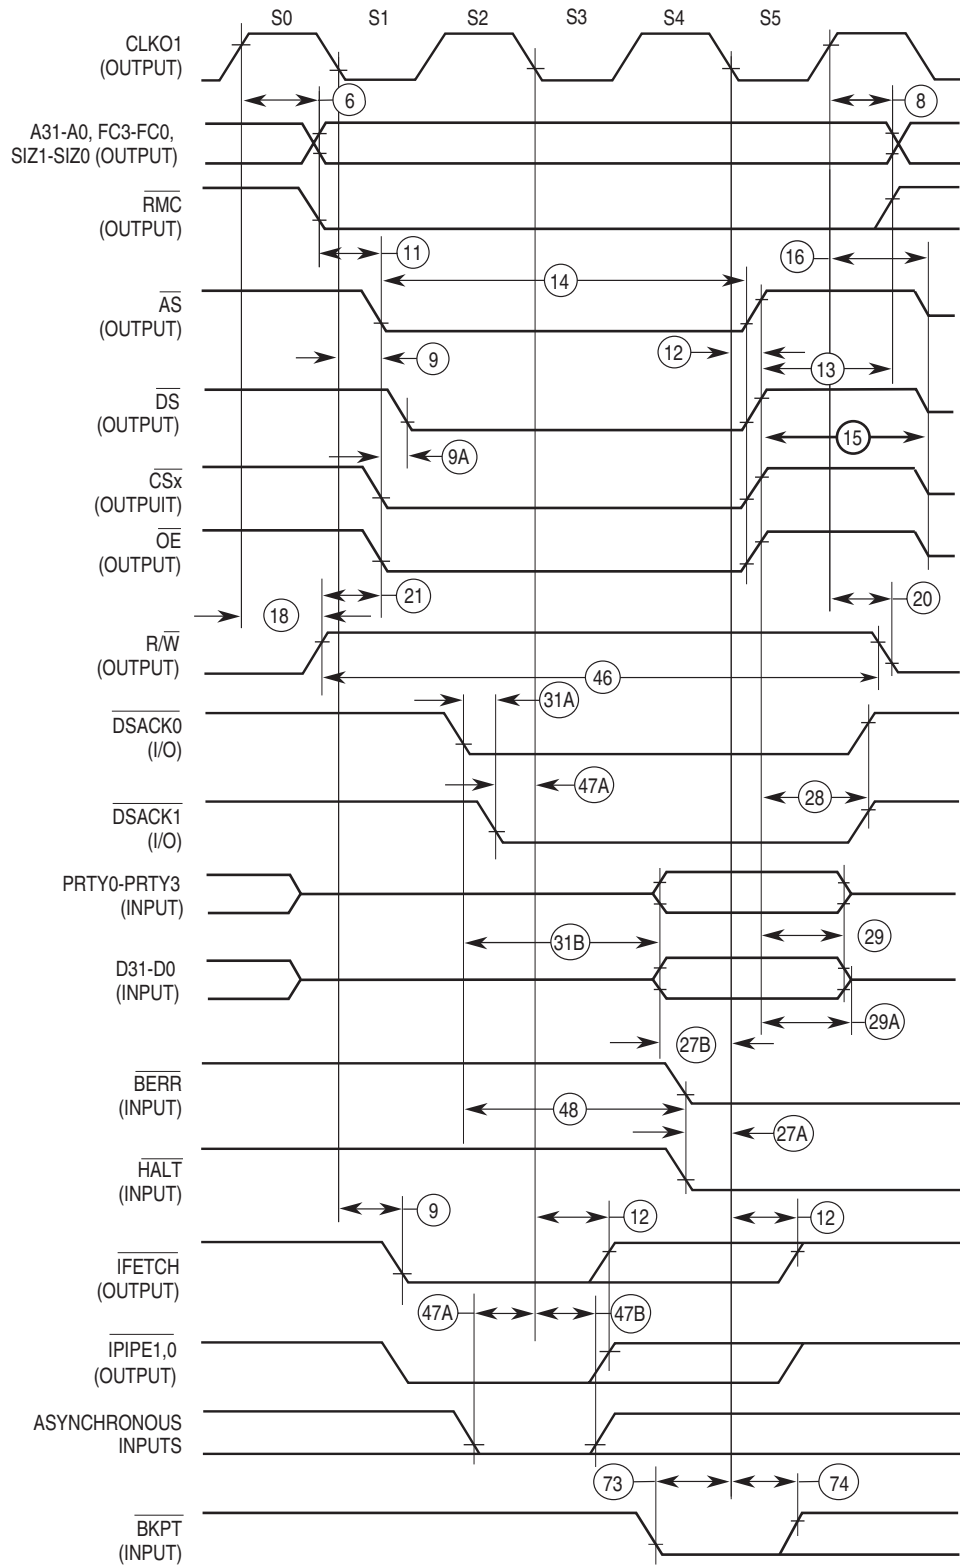 S0 S1 S2 S3 S4 S5
CLKO1
(OUTPUT)
6
8
A31-A0, FC3-FC0,
SIZ1-SIZ0 (OUTPUT)
RMC
(OUTPUT)
11
16
14
AS
(OUTPUT)
9
12
13
DS
(OUTPUT)
15
9A
CSx
(OUTPUIT)
OE
(OUTPUT)
21
20
18
R/W
(OUTPUT)
46
31A
DSACK0
(I/O)
47A
28
DSACK1
(I/O)
PRTY0-PRTY3
(INPUT)
31B
29
D31-D0
(INPUT)
29A
27B
BERR
(INPUT)
48
27A
HALT
(INPUT)
9
12
12
IFETCH
(OUTPUT)
47A
47B
IPIPE1,0
(OUTPUT)
ASYNCHRONOUS
INPUTS
73
74
BKPT
(INPUT)